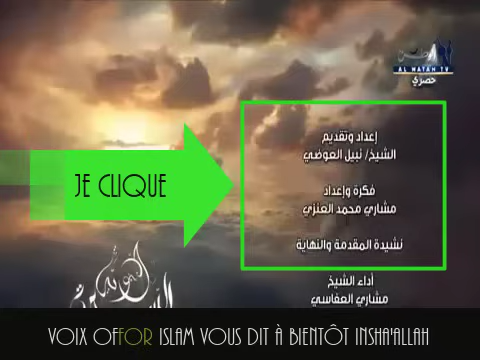 AL WATAN TV
حصري
إعداد وتقديم
الشيخ/ نبيل العوضي
JE CLIQUE
فكرة وإعداد
مشاري محمد العنزي
نشيدة المقدمة والنهاية
أداء الشيخ
مشاري العفاسي
VOIX OFFOR ISLAM VOUS DIT À BIENTÔT INSHA'ALLAH